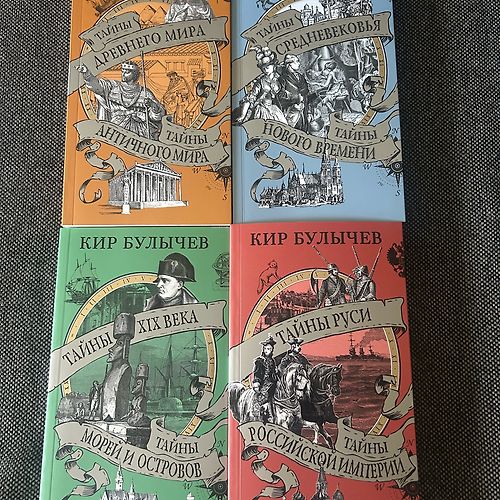 ТАЙНЫ
ДРЕВНЕГО МИРА
ТАЙНЫ
АНТИЧНОГО МИРА
N
W
S
ТАЙНЫ
СРЕДНЕВЕКОВЬЯ
ТАЙНЫ
НОВОГО ВРЕМЕНИ
N
W
S
КИР БУЛЫЧЕВ
ТАЙНЫ
XIX ВЕКА
ТАЙНЫ
МОРЕЙ И ОСТРОВОВ
N
W
КИР БУЛЫЧЕВ
ТАЙНЫ РУСИ
ТАЙНЫ
РОССИЙСКОЙ ИМПЕРИИ
N
W